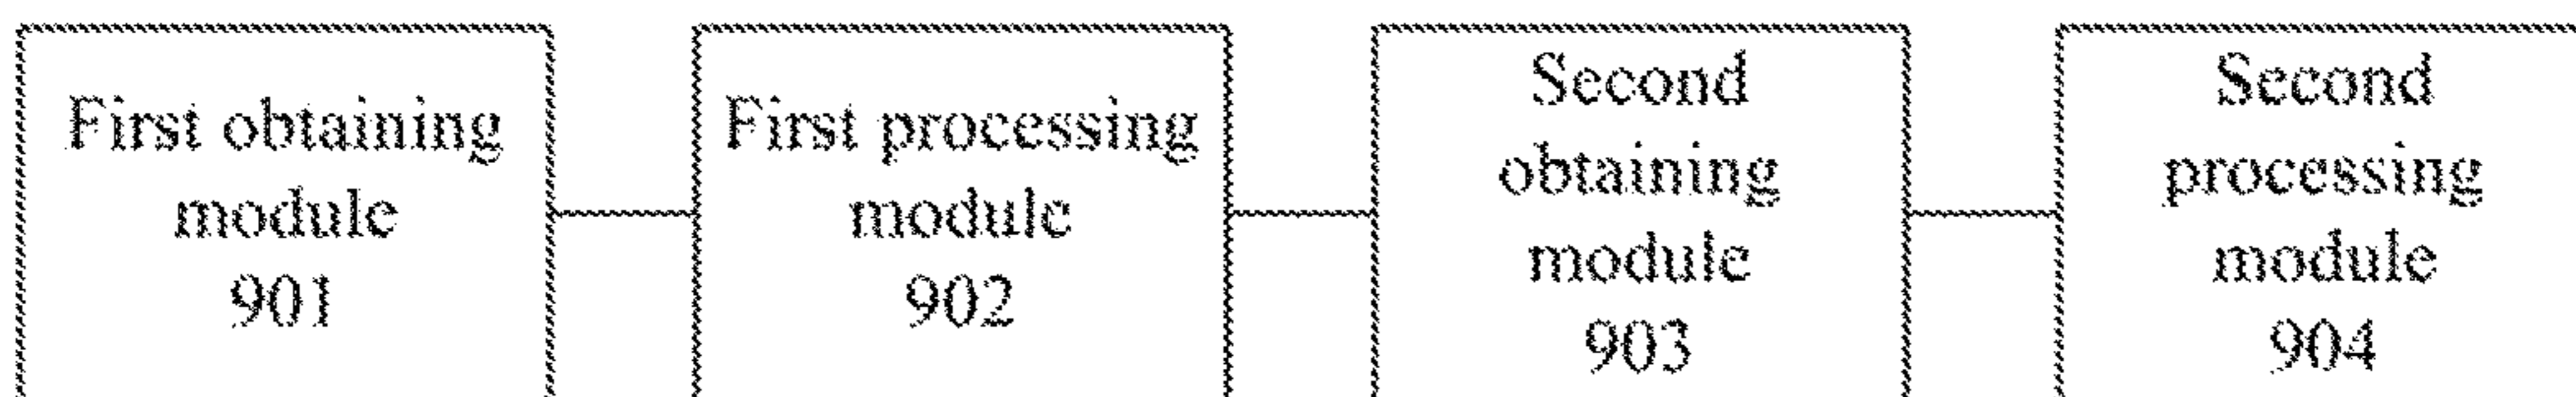 First obtaining
module
901
First processing
module
902
Second
obtaining
module
903
Second
processing
module
904